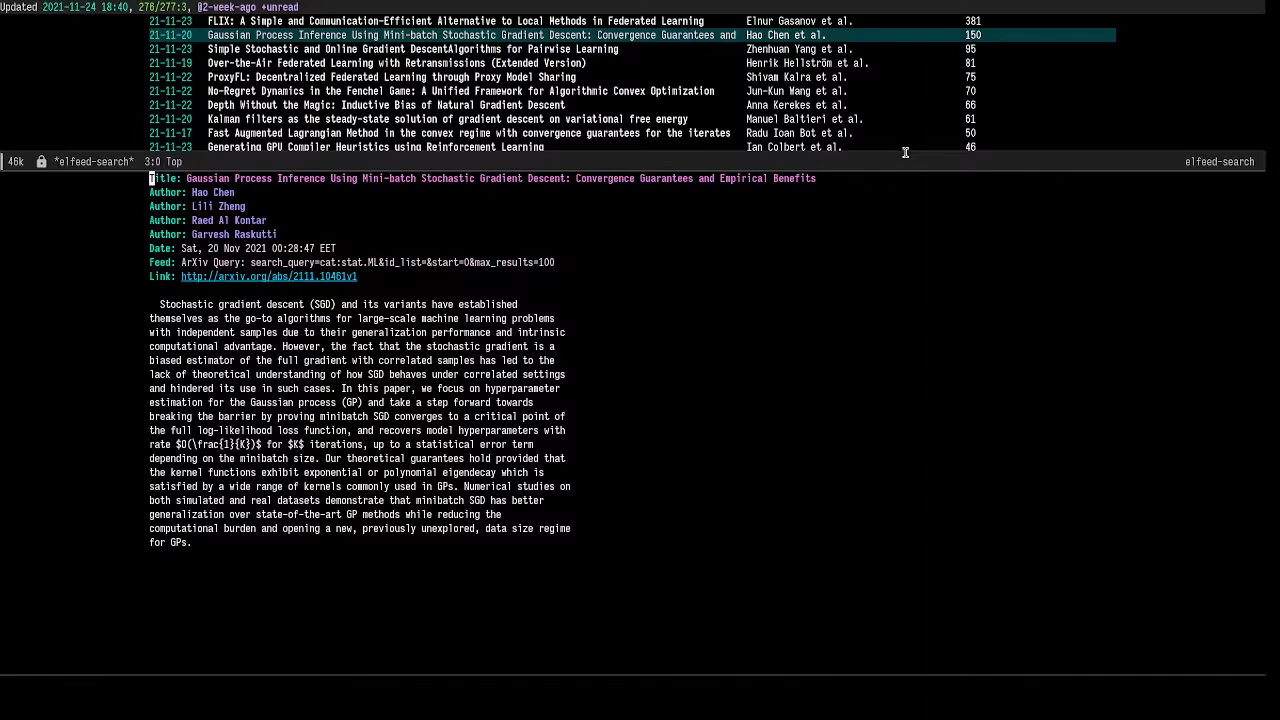 Updated 2021-11-24 18:40, 276/277:3, @2-week-ago +unread
21-11-23 FLIX: A Simple and Communication-Efficient Alternative to Local Methods in Federated Learning Elnur Gasanov et al. 381
21-11-20 Gaussian Process Inference Using Mini-batch Stochastic Gradient Descent: Convergence Guarantees and Hao Chen et al. 150
21-11-23 Simple Stochastic and Online Gradient DescentAlgorithms for Pairwise Learning Zhenhuan Yang et al. 95
21-11-19 Over-the-Air Federated Learning with Retransmissions (Extended Version) Henrik Hellström et al. 81
21-11-22 ProxyFL: Decentralized Federated Learning through Proxy Model Sharing Shivam Kalra et al. 75
21-11-22 No-Regret Dynamics in the Fenchel Game: A Unified Framework for Algorithmic Convex Optimization Jun-Kun Wang et al. 70
21-11-22 Depth Without the Magic: Inductive Bias of Natural Gradient Descent Anna Kerekes et al. 66
21-11-20 Kalman filters as the steady-state solution of gradient descent on variational free energy Manuel Baltieri et al. 61
21-11-17 Fast Augmented Lagrangian Method in the convex regime with convergence guarantees for the iterates Radu Ioan Bot et al. 50
21-11-23 Generating GPU Compiler Heuristics using Reinforcement Learning Ian Colbert et al. 46
46k *elfeed-search* 3:0 Top elfeed-search
Title: Gaussian Process Inference Using Mini-batch Stochastic Gradient Descent: Convergence Guarantees and Empirical Benefits
Author: Hao Chen
Author: Lili Zheng
Author: Raed Al Kontar
Author: Garvesh Raskutti
Date: Sat, 20 Nov 2021 00:28:47 EET
Feed: ArXiv Query: search_query=cat:stat.ML&id_list=&start=0&max_results=100
Link: http://arxiv.org/abs/2111.10461v1
Stochastic gradient descent (SGD) and its variants have established
themselves as the go-to algorithms for large-scale machine learning problems
with independent samples due to their generalization performance and intrinsic
computational advantage. However, the fact that the stochastic gradient is a
biased estimator of the full gradient with correlated samples has led to the
lack of theoretical understanding of how SGD behaves under correlated settings
and hindered its use in such cases. In this paper, we focus on hyperparameter
estimation for the Gaussian process (GP) and take a step forward towards
breaking the barrier by proving minibatch SGD converges to a critical point of
the full log-likelihood loss function, and recovers model hyperparameters with
rate $O(\frac{1}{K})$ for $K$ iterations, up to a statistical error term
depending on the minibatch size. Our theoretical guarantees hold provided that
the kernel functions exhibit exponential or polynomial eigendecay which is
satisfied by a wide range of kernels commonly used in GPs. Numerical studies on
both simulated and real datasets demonstrate that minibatch SGD has better
generalization over state-of-the-art GP methods while reducing the
computational burden and opening a new, previously unexplored, data size regime
for GPs.